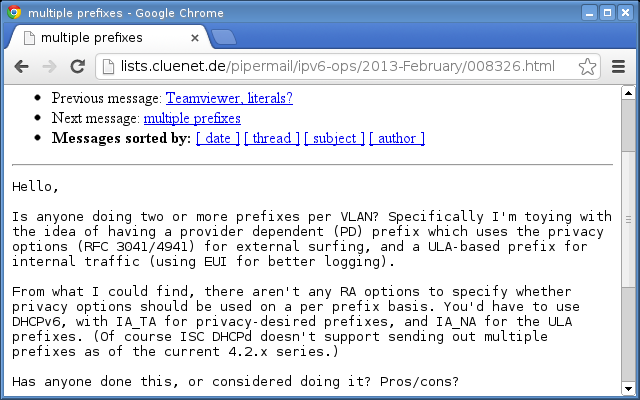 multiple prefixes - Google Chrome
multiple prefixes
lists.cluenet.de/pipermail/ipv6-ops/2013-February/008326.html
Previous message: Teamviewer, literals?
Next message: multiple prefixes
Messages sorted by: [ date ] [ thread ] [ subject ] [ author ]
Hello,
Is anyone doing two or more prefixes per VLAN? Specifically I'm toying with
the idea of having a provider dependent (PD) prefix which uses the privacy
options (RFC 3041/4941) for external surfing, and a ULA-based prefix for
internal traffic (using EUI for better logging).
From what I could find, there aren't any RA options to specify whether
privacy options should be used on a per prefix basis. You'd have to use
DHCPv6, with IA_TA for privacy-desired prefixes, and IA_NA for the ULA
prefixes. (Of course ISC DHCPd doesn't support sending out multiple
prefixes as of the current 4.2.x series.)
Has anyone done this, or considered doing it? Pros/cons?